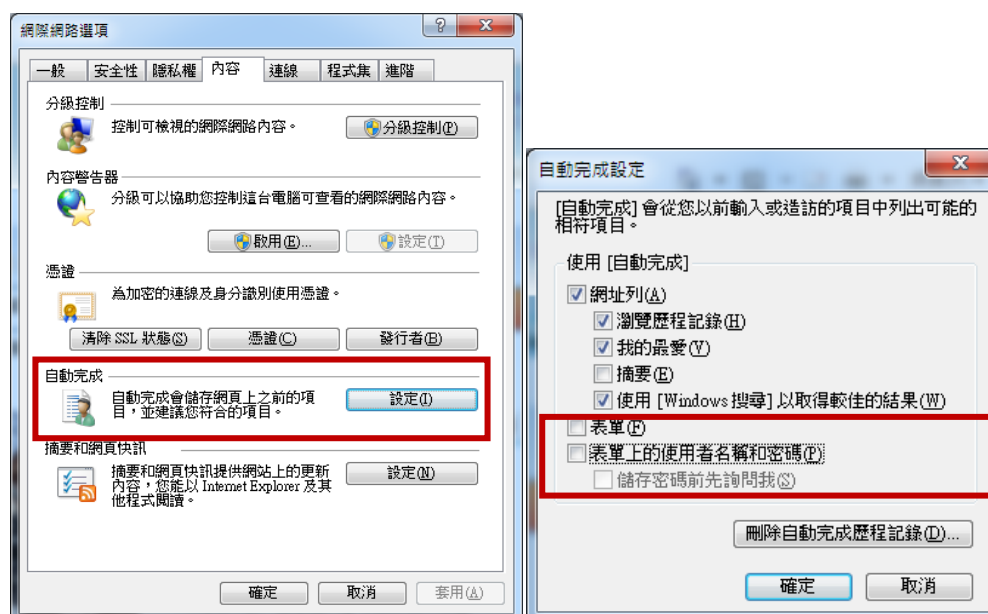 網際網路選項
一般 安全性 隱私權 內容 連線 程式集 進階
分級控制
控制可檢視的網際網路內容。
分級控制(P)
內容警告器
分級可以協助您控制這台電腦可查看的網際網路內容。
啟用(E)... 設定(T)
憑證
為加密的連線及身分識別使用憑證。
清除 SSL 狀態(S) 憑證(C) 發行者(B)
自動完成
自動完成會儲存網頁上之前的項
目，並建議您符合的項目。
設定(I)
摘要和網頁快訊
摘要和網頁快訊提供網站上的更新
內容，您能以 Internet Explorer 及其
他程式閱讀。
設定(N)
確定 取消 套用(A)
自動完成設定
[自動完成] 會從您以前輸入或造訪的項目中列出可能的
相符項目。
使用 [自動完成]
網址列(A)
瀏覽歷程記錄(H)
我的最愛(V)
摘要(E)
使用 [Windows 搜尋] 以取得較佳的結果(W)
表單(F)
表單上的使用者名稱和密碼(P)
儲存密碼前先詢問我(S)
刪除自動完成歷程記錄(D)...
確定 取消